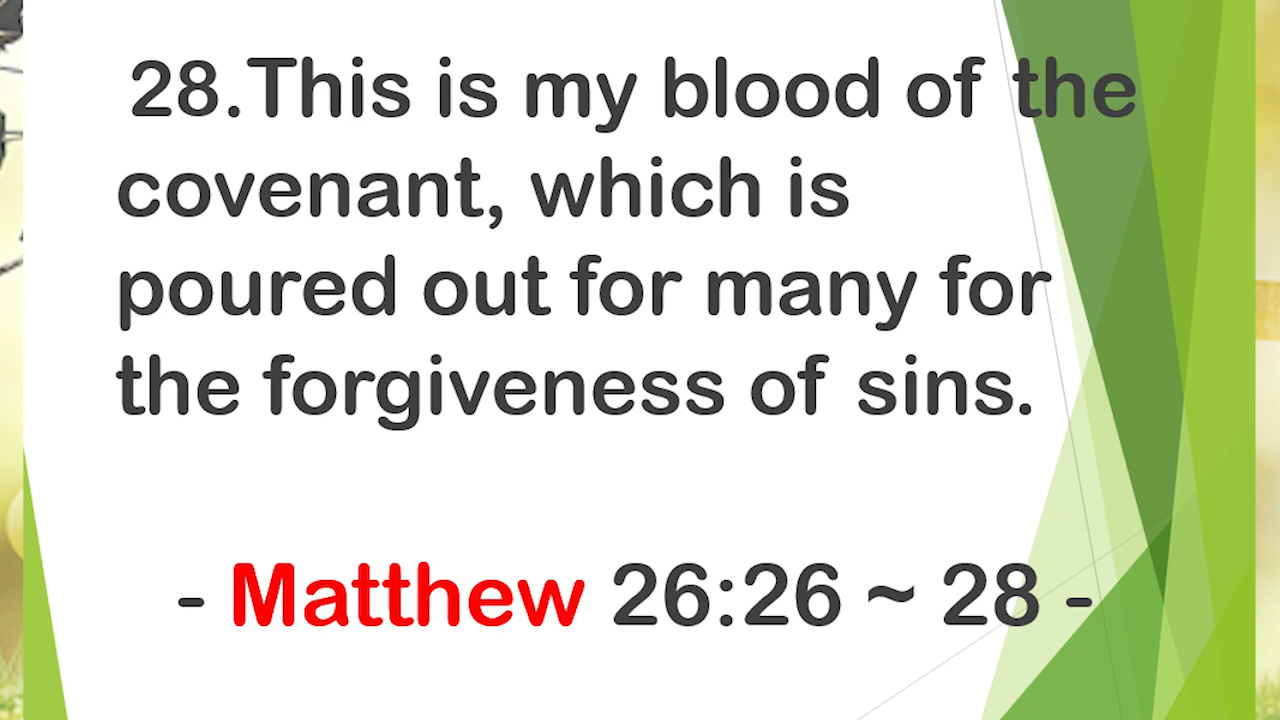 28.This is my blood of the
covenant, which is
poured out for many for
the forgiveness of sins.
- Matthew 26:26 ~ 28 -